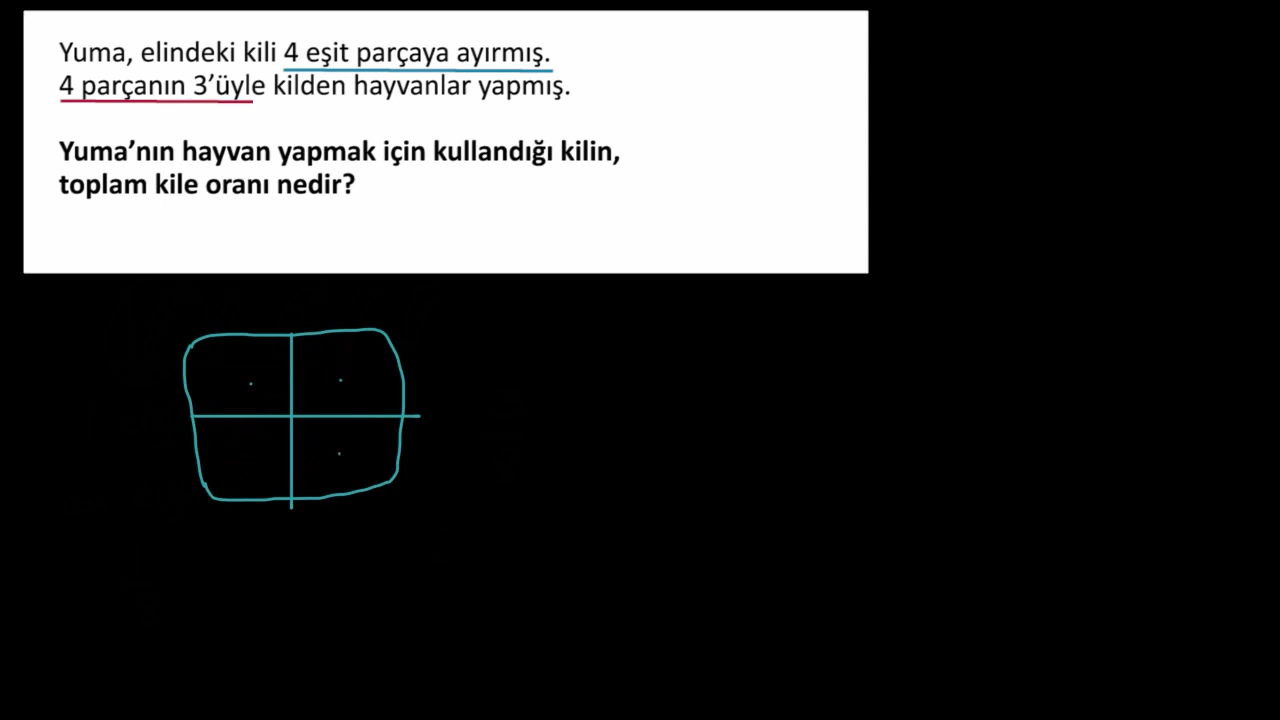 Yuma, elindeki kili 4 eşit parçaya ayırmış.
4 parçanın 3’üyle kilden hayvanlar yapmış.
Yuma’nın hayvan yapmak için kullandığı kilin,
toplam kile oranı nedir?